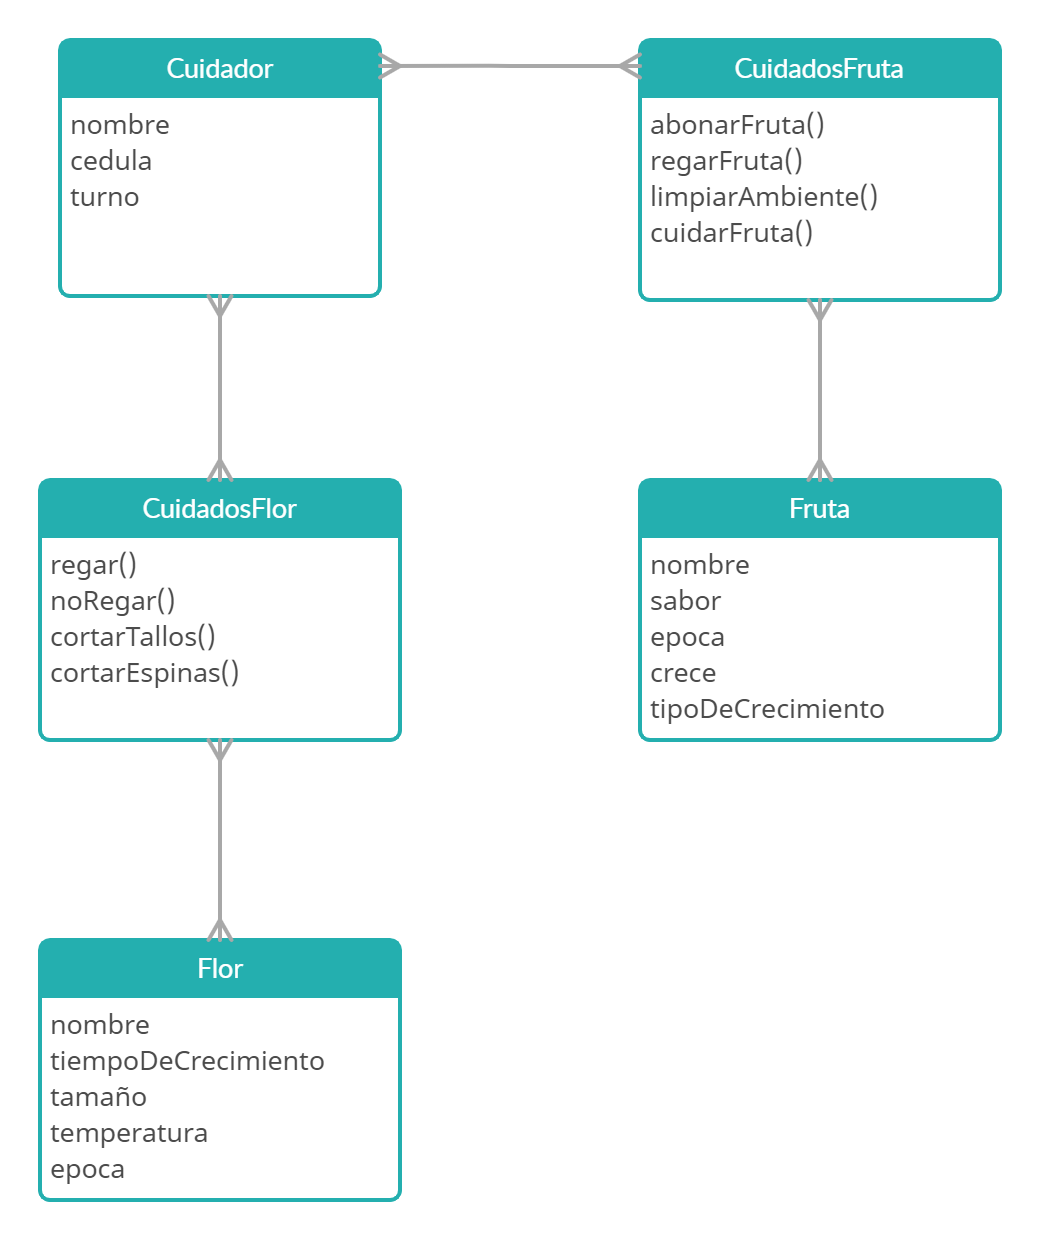 Cuidador
nombre
cedula
turno
CuidadosFruta
abonarFruta()
regarFruta()
limpiarAmbiente()
cuidarFruta()
CuidadosFlor
regar()
noRegar()
cortarTallos()
cortarEspinas()
Fruta
nombre
sabor
epoca
crece
tipoDeCrecimiento
Flor
nombre
tiempoDeCrecimiento
tamaño
temperatura
epoca